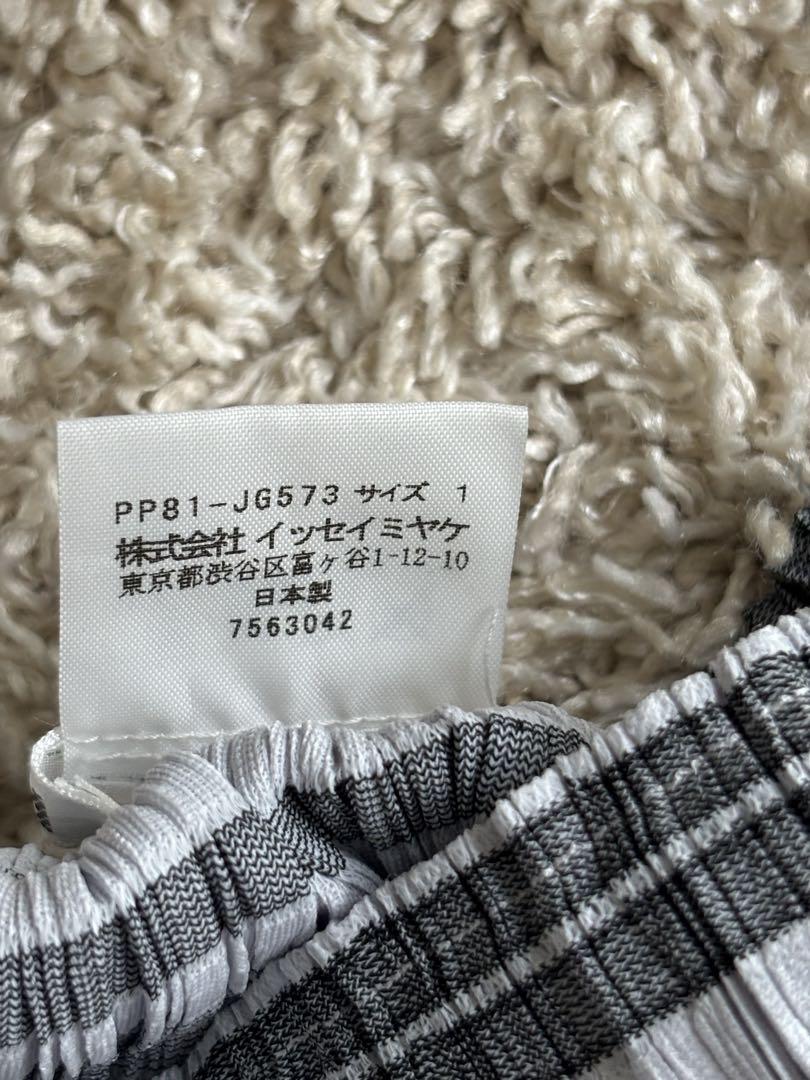 PP81-JG573 サイズ 1
株式会社 イッセイミヤケ
東京都渋谷区富ヶ谷1-12-10
日本製
7563042